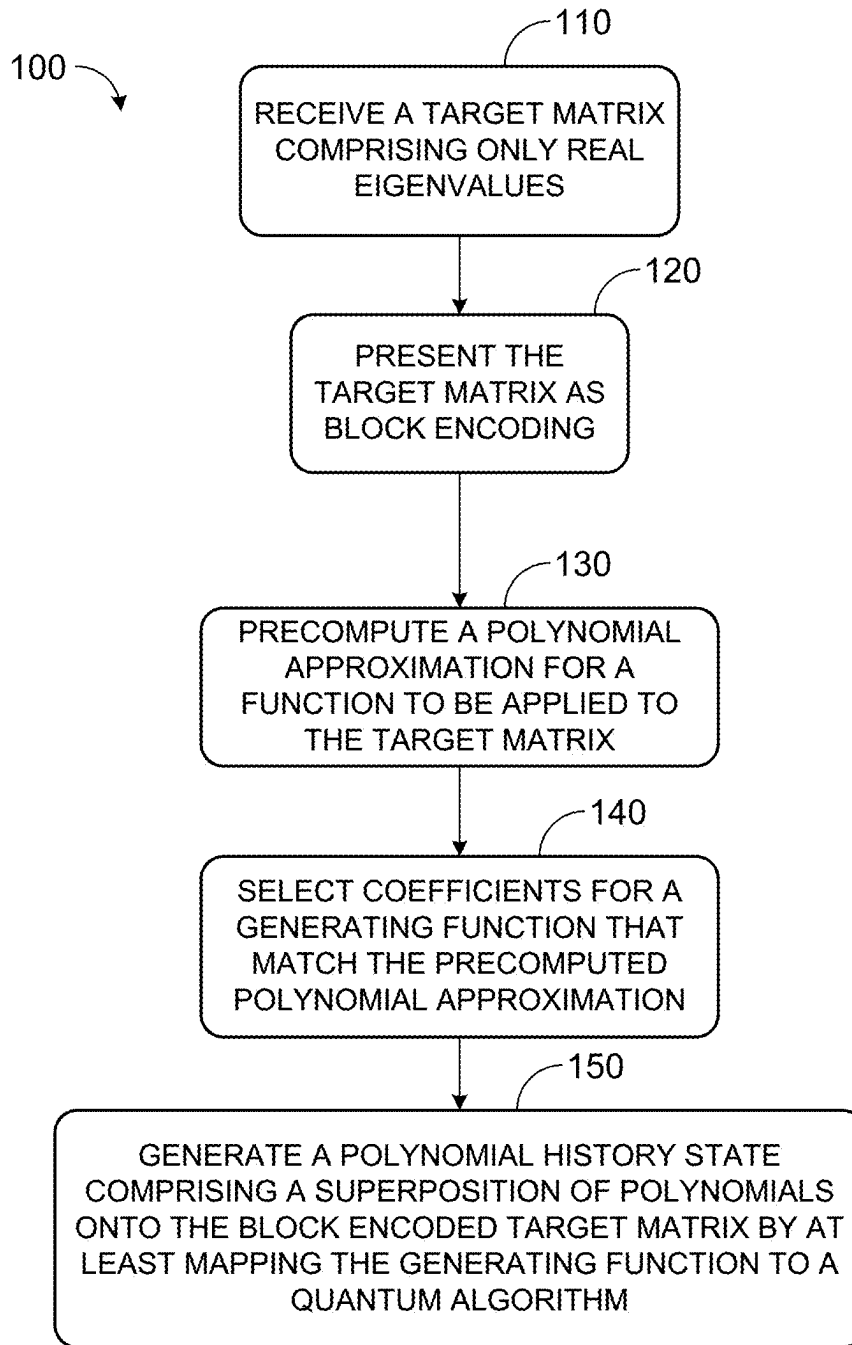 110
100
RECEIVE A TARGET MATRIX
COMPRISING ONLY REAL
EIGENVALUES
120
PRESENT THE
TARGET MATRIX AS
BLOCK ENCODING
130
PRECOMPUTE A POLYNOMIAL
APPROXIMATION FOR A
FUNCTION TO BE APPLIED TO
THE TARGET MATRIX
140
SELECT COEFFICIENTS FOR A
GENERATING FUNCTION THAT
MATCH THE PRECOMPUTED
POLYNOMIAL APPROXIMATION
150
GENERATE A POLYNOMIAL HISTORY STATE
COMPRISING A SUPERPOSITION OF POLYNOMIALS
ONTO THE BLOCK ENCODED TARGET MATRIX BY AT
LEAST MAPPING THE GENERATING FUNCTION TO A
QUANTUM ALGORITHM